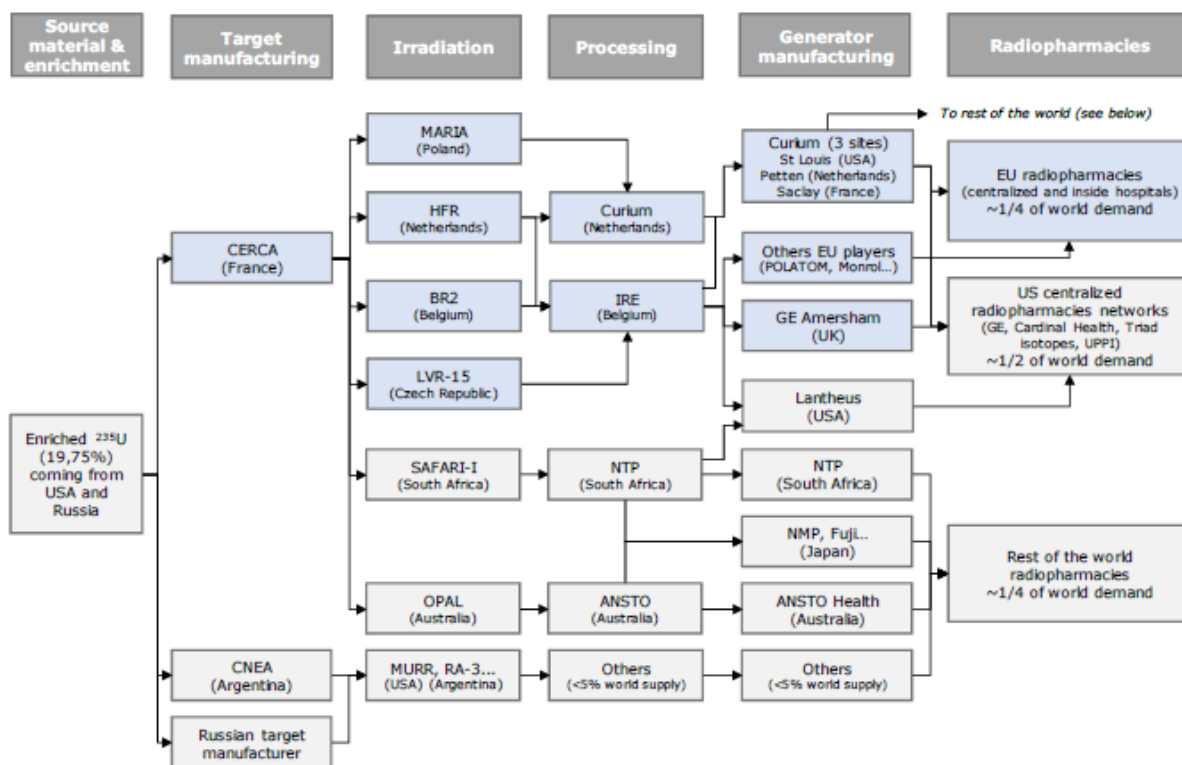 Source
material &
enrichment
Target
manufacturing
Irradiation
Processing
Generator
manufacturing
Radiopharmacies
To rest of the world (see below)
MARIA
(Poland)
Curium (3 sites)
St Louis (USA)
Petten (Netherlands)
Saclay (France)
EU radiopharmacies
(centralized and inside hospitals)
~1/4 of world demand
HFR
(Netherlands)
Curium
(Netherlands)
CERCA
(France)
Others EU players
(POLATOM, Monrol...)
BR2
(Belgium)
IRE
(Belgium)
GE Amersham
(UK)
US centralized
radiopharmacies networks
(GE, Cardinal Health, Triad
isotopes, UPPI)
~1/2 of world demand
LVR-15
(Czech Republic)
Lantheus
(USA)
Enriched ²³⁵U
(19,75%)
coming from
USA and
Russia
SAFARI-I
(South Africa)
NTP
(South Africa)
NTP
(South Africa)
NMP, Fuji...
(Japan)
Rest of the world
radiopharmacies
~1/4 of world demand
OPAL
(Australia)
ANSTO
(Australia)
ANSTO Health
(Australia)
CNEA
(Argentina)
MURR, RA-3...
(USA) (Argentina)
Others
(<5% world supply)
Others
(<5% world supply)
Russian target
manufacturer